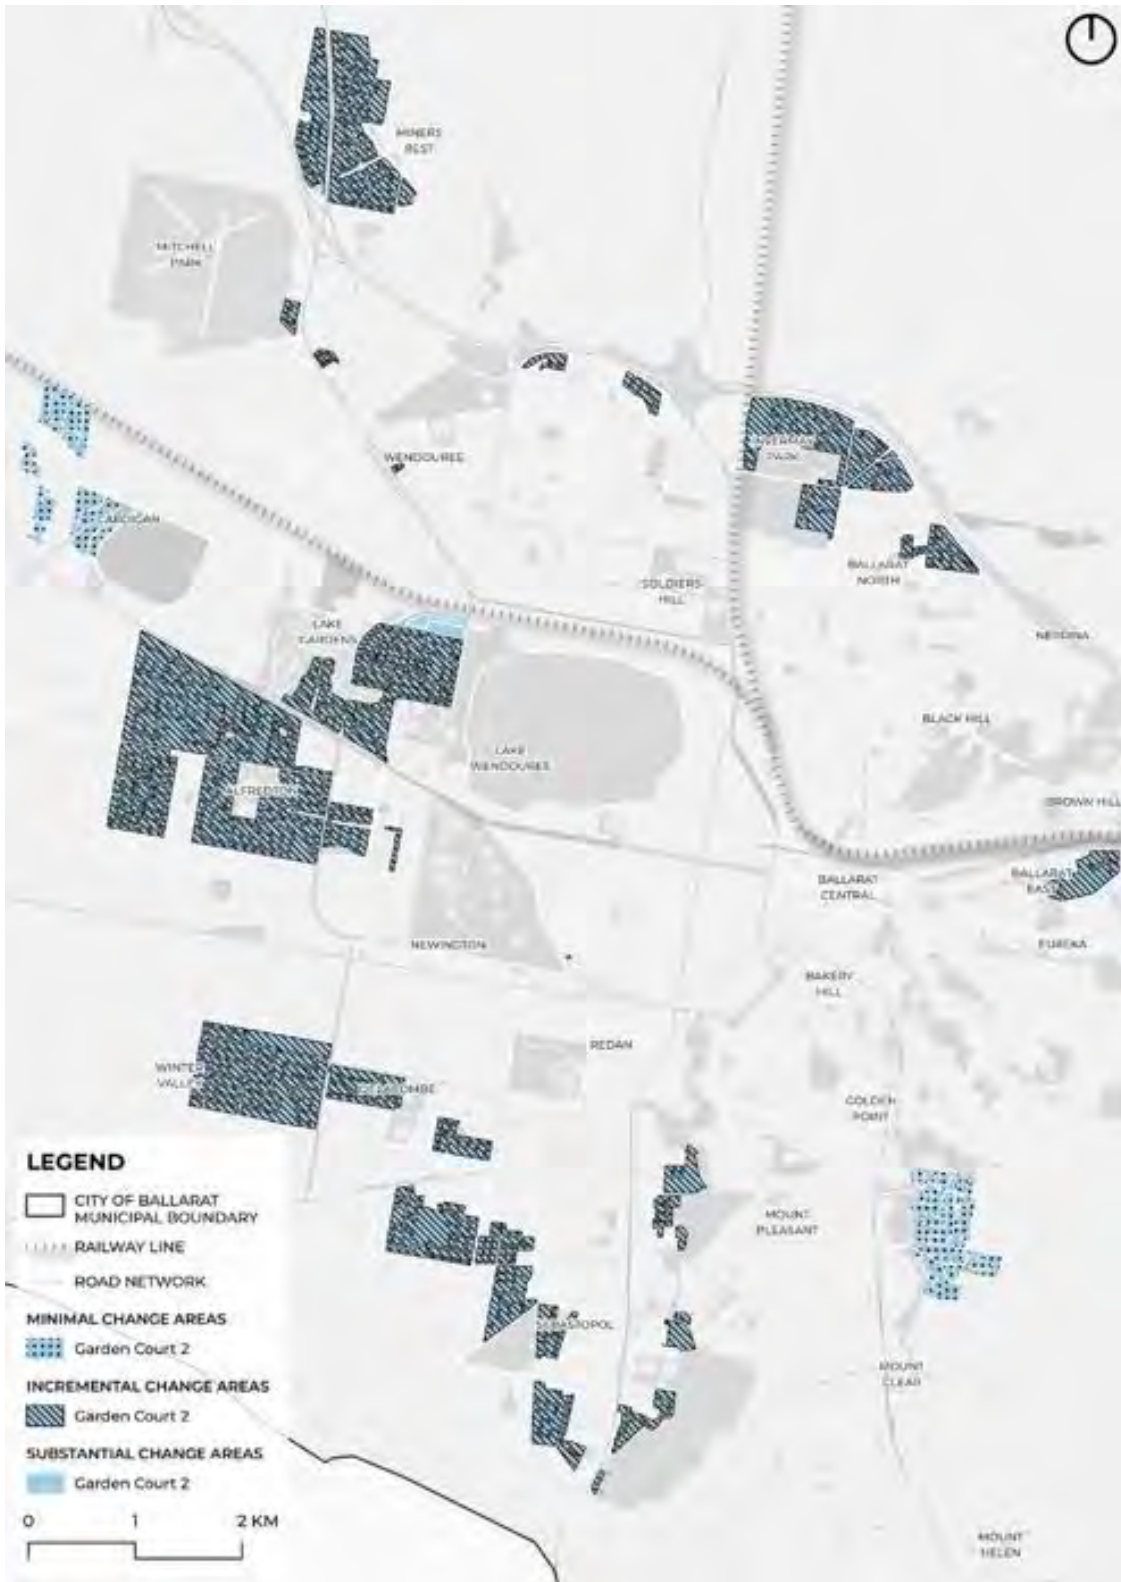 MINERS
REST
MITCHELL
PARK
WENDOUREE
INVERMAY
PARK
CARDIGAN
BALLARAT
NORTH
SOLDIERS
HILL
LAKE
GARDENS
NERRINA
BLACK HILL
LAKE
WENDOUREE
ALFREDTON
BROWN HILL
BALLARAT
EAST
BALLARAT
CENTRAL
NEWINGTON
EUREKA
BAKERY
HILL
REDAN
WINTER
VALLEY
DELACOMBE
GOLDEN
POINT
MOUNT
PLEASANT
SEBASTOPOL
MOUNT
CLEAR
MOUNT
HELEN
LEGEND
CITY OF BALLARAT
MUNICIPAL BOUNDARY
RAILWAY LINE
ROAD NETWORK
MINIMAL CHANGE AREAS
Garden Court 2
INCREMENTAL CHANGE AREAS
Garden Court 2
SUBSTANTIAL CHANGE AREAS
Garden Court 2
0 1 2 KM